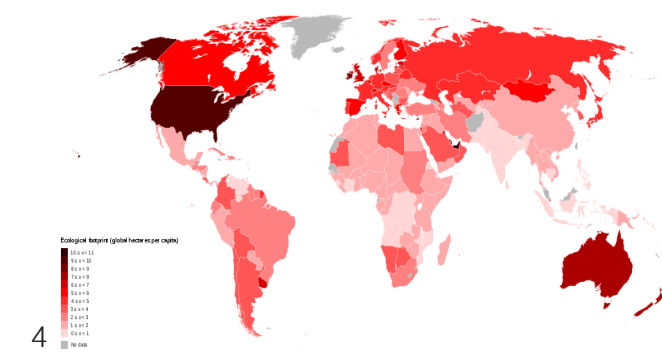 Ecological footprint (global hectares per capita)
10 ≤ x < 11
9 ≤ x < 10
8 ≤ x < 9
7 ≤ x < 8
6 ≤ x < 7
5 ≤ x < 6
4 ≤ x < 5
3 ≤ x < 4
2 ≤ x < 3
1 ≤ x < 2
0 ≤ x < 1
No data
4